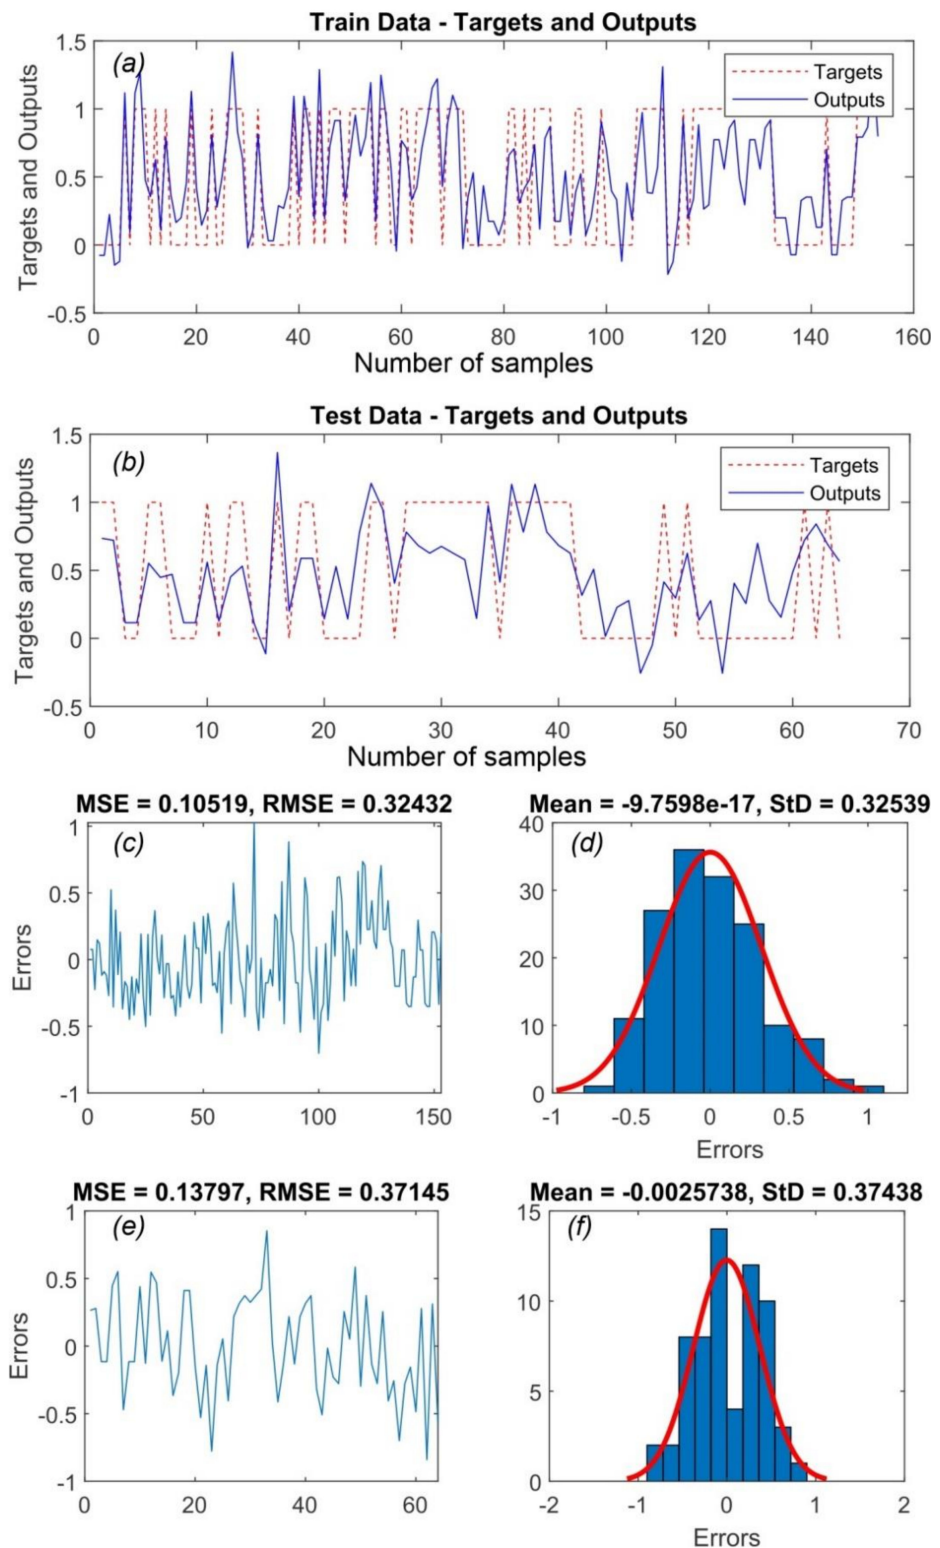 Train Data - Targets and Outputs
(a)
Targets
Outputs
Targets and Outputs
1.5
1
0.5
0
-0.5
0 20 40 60 80 100 120 140 160
Number of samples
Test Data - Targets and Outputs
(b)
Targets
Outputs
Targets and Outputs
1.5
1
0.5
0
-0.5
0 10 20 30 40 50 60 70
Number of samples
MSE = 0.10519, RMSE = 0.32432
(c)
Errors
1
0.5
0
-0.5
-1
0 50 100 150
Mean = -9.7598e-17, StD = 0.32539
(d)
40
30
20
10
0
-1 -0.5 0 0.5 1
Errors
MSE = 0.13797, RMSE = 0.37145
(e)
Errors
1
0.5
0
-0.5
-1
0 20 40 60
Mean = -0.0025738, StD = 0.37438
(f)
15
10
5
0
-2 -1 0 1 2
Errors